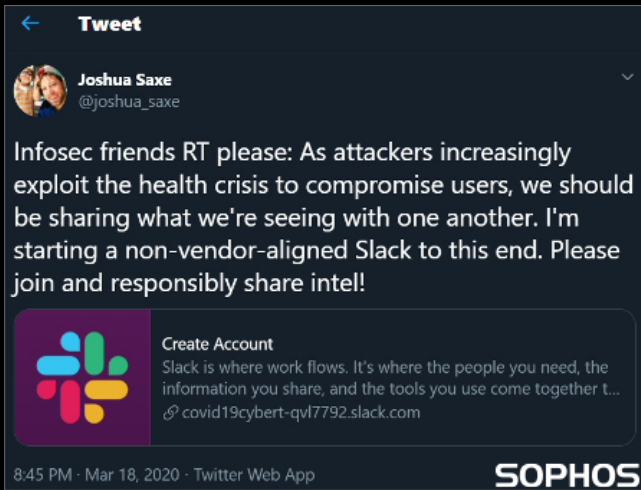 Tweet
Joshua Saxe
@joshua_saxe
Infosec friends RT please: As attackers increasingly
exploit the health crisis to compromise users, we should
be sharing what we're seeing with one another. I'm
starting a non-vendor-aligned Slack to this end. Please
join and responsibly share intel!
Create Account
Slack is where work flows. It's where the people you need, the
information you share, and the tools you use come together t...
covid19cybert-qvl7792.slack.com
8:45 PM · Mar 18, 2020 · Twitter Web App
SOPHOS